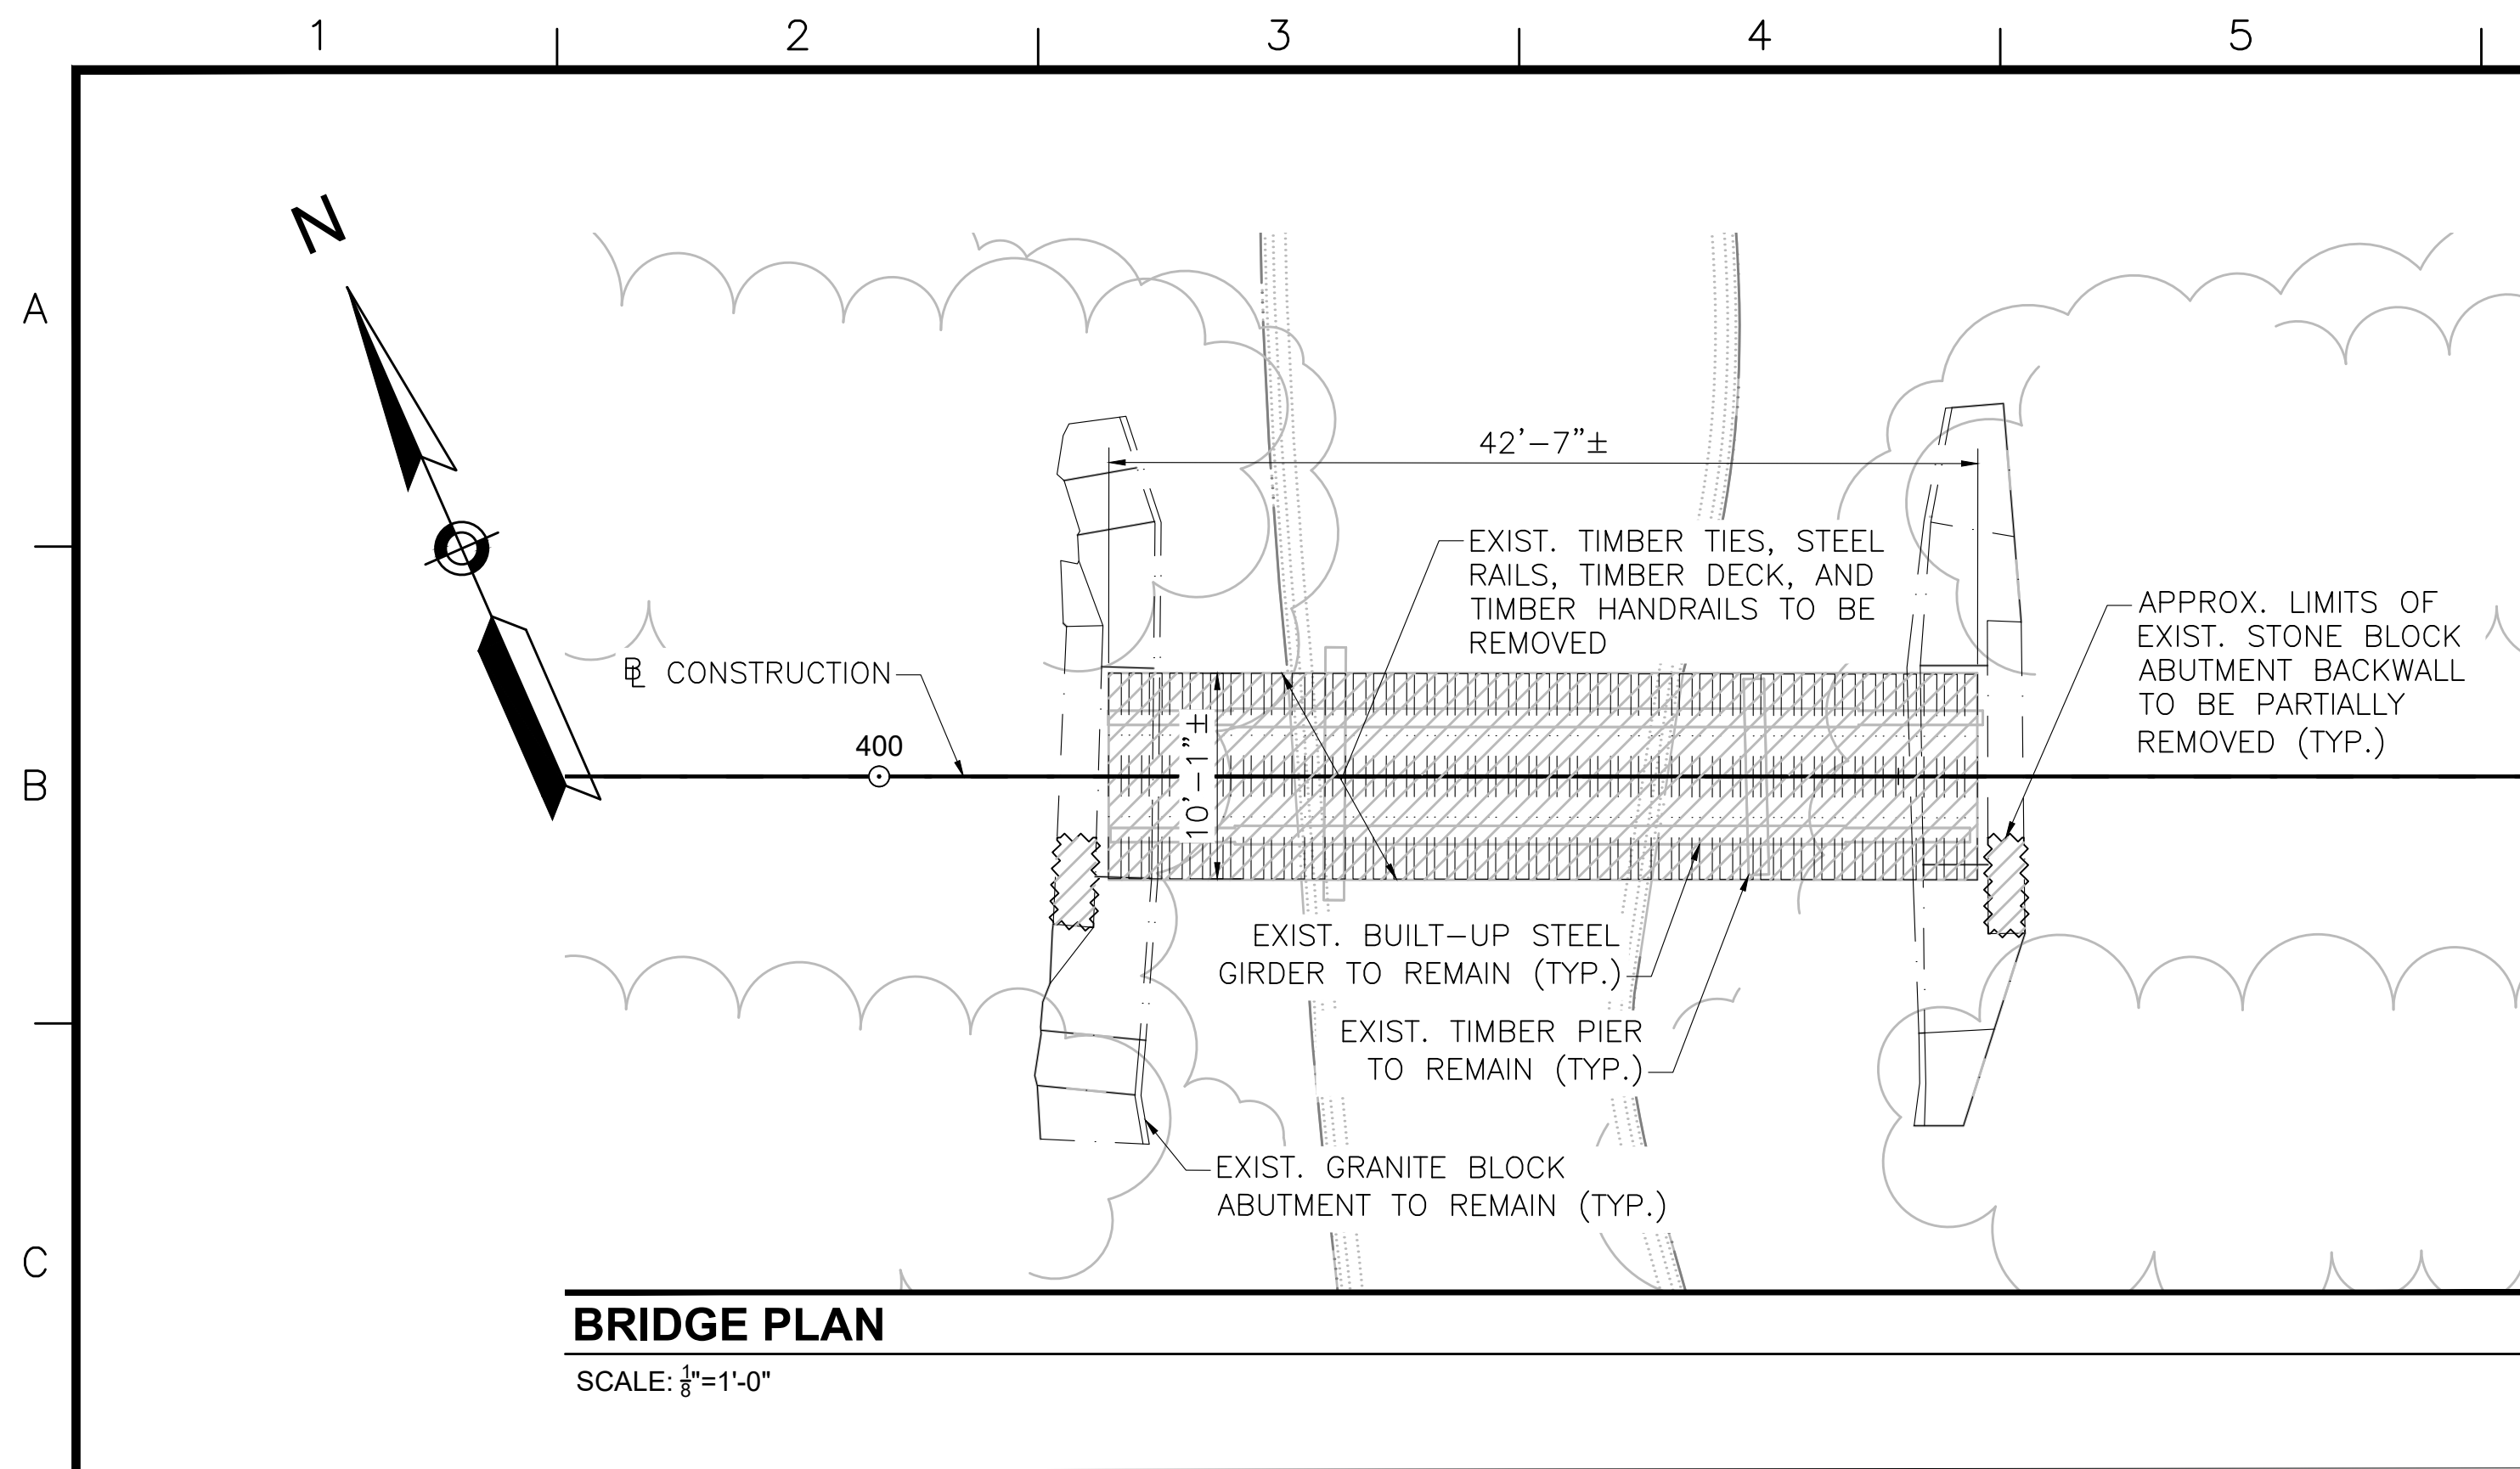 1 2 3 4 5
A
B
C
N
42'-7"±
EXIST. TIMBER TIES, STEEL
RAILS, TIMBER DECK, AND
TIMBER HANDRAILS TO BE
REMOVED
APPROX. LIMITS OF
EXIST. STONE BLOCK
ABUTMENT BACKWALL
TO BE PARTIALLY
REMOVED (TYP.)
BL CONSTRUCTION
400
10'-1"±
EXIST. BUILT-UP STEEL
GIRDER TO REMAIN (TYP.)
EXIST. TIMBER PIER
TO REMAIN (TYP.)
EXIST. GRANITE BLOCK
ABUTMENT TO REMAIN (TYP.)
BRIDGE PLAN
SCALE: 1/8"=1'-0"